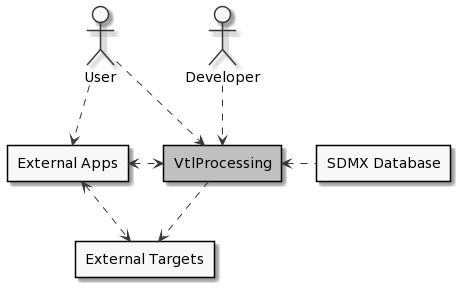 User
Developer
External Apps
VtlProcessing
SDMX Database
External Targets